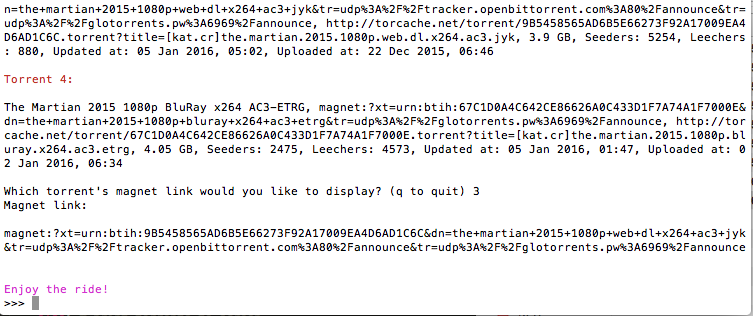 n=the+martian+2015+1080p+web+dl+x264+ac3+jyk&tr=udp%3A%2F%2Ftracker.openbittorrent.com%3A80%2Fannounce&tr=u
dp%3A%2F%2Fglotorrents.pw%3A6969%2Fannounce, http://torcache.net/torrent/9B5458565AD6B5E66273F92A17009EA4
D6AD1C6C.torrent?title=[kat.cr]the.martian.2015.1080p.web.dl.x264.ac3.jyk, 3.9 GB, Seeders: 5254, Leechers
: 880, Updated at: 05 Jan 2016, 05:02, Uploaded at: 22 Dec 2015, 06:46
Torrent 4:
The Martian 2015 1080p BluRay x264 AC3-ETRG, magnet:?xt=urn:btih:67C1D0A4C642CE86626A0C433D1F7A74A1F7000E&
dn=the+martian+2015+1080p+bluray+x264+ac3+etrg&tr=udp%3A%2F%2Fglotorrents.pw%3A6969%2Fannounce, http://tor
cache.net/torrent/67C1D0A4C642CE86626A0C433D1F7A74A1F7000E.torrent?title=[kat.cr]the.martian.2015.1080p.bl
uray.x264.ac3.etrg, 4.05 GB, Seeders: 2475, Leechers: 4573, Updated at: 05 Jan 2016, 01:47, Uploaded at: 0
2 Jan 2016, 06:34
Which torrent's magnet link would you like to display? (q to quit) 3
Magnet link:
magnet:?xt=urn:btih:9B5458565AD6B5E66273F92A17009EA4D6AD1C6C&dn=the+martian+2015+1080p+web+dl+x264+ac3+jyk
&tr=udp%3A%2F%2Ftracker.openbittorrent.com%3A80%2Fannounce&tr=udp%3A%2F%2Fglotorrents.pw%3A6969%2Fannounce
Enjoy the ride!
>>>